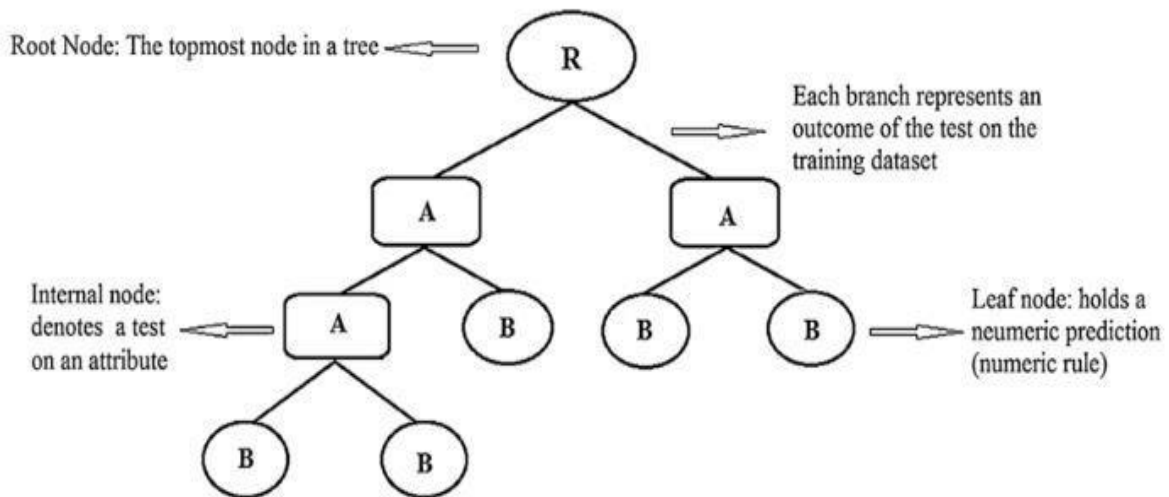 Root Node: The topmost node in a tree
R
Each branch represents an
outcome of the test on the
training dataset
A
A
Internal node:
denotes a test
on an attribute
A
B
B
B
Leaf node: holds a
neumeric prediction
(numeric rule)
B
B